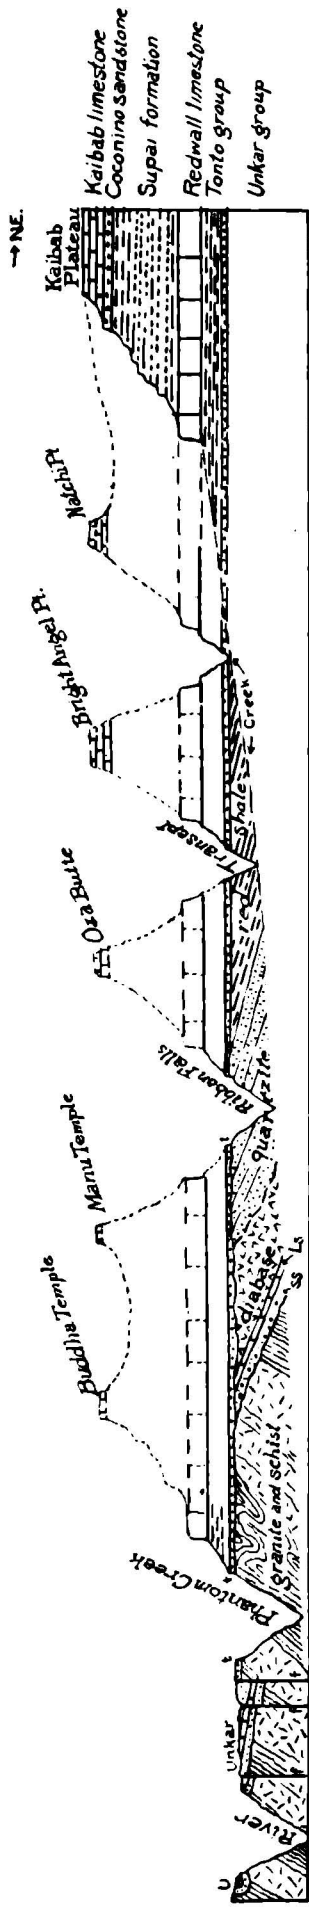 → N.E.
Kaibab
Plateau
Kaibab limestone
Coconino sandstone
Supai formation
Redwall limestone
Tonto group
Unkar group
Buddha Temple
Manu Temple
Oza Butte
Bright Angel Pt.
Natchi Pt
Phantom Creek
Ribbon Falls
Transept
River
U
Unkar
t
t
f
f
granite and schist
diabase
SS
Ls
quartzite
red shale
Creek